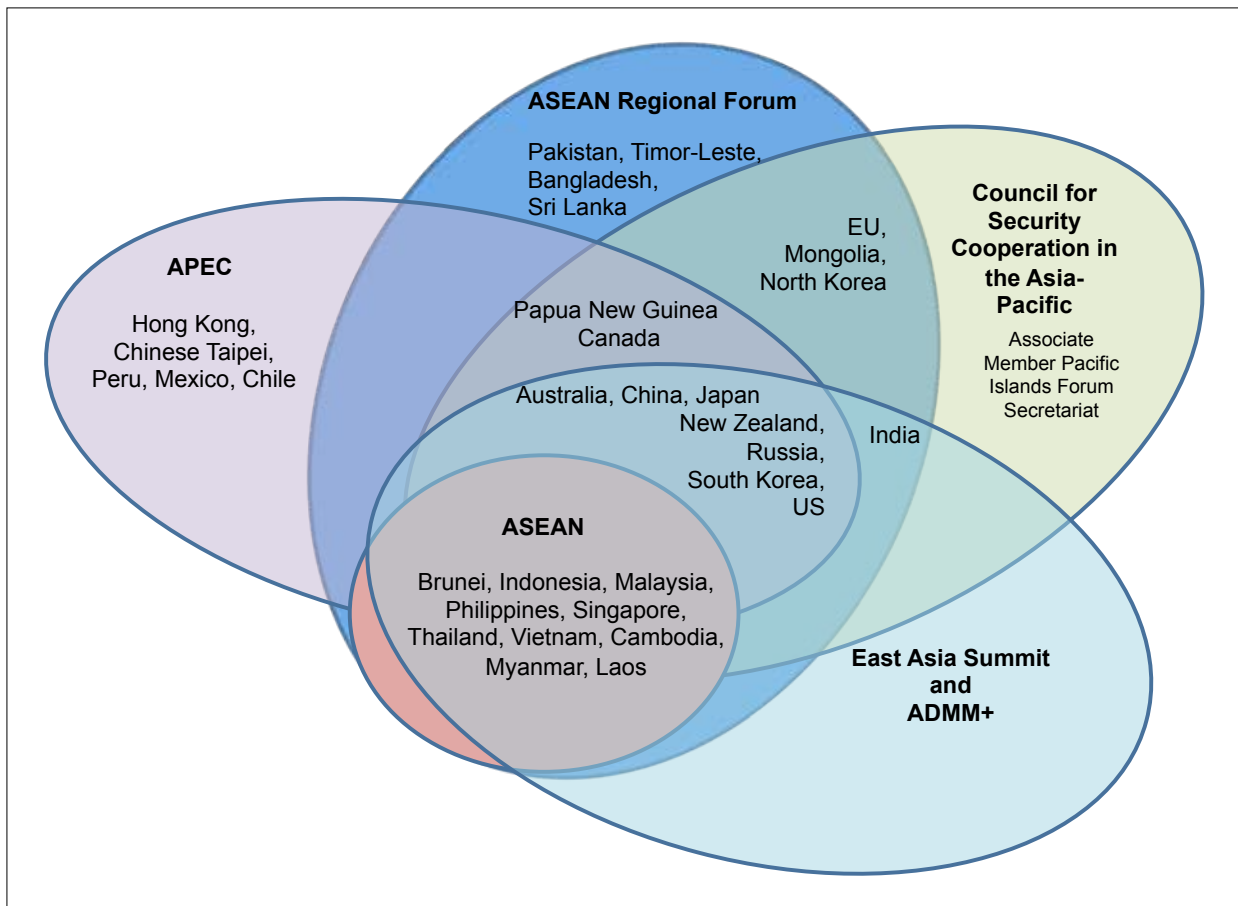 ASEAN Regional Forum
Pakistan, Timor-Leste,
Bangladesh,
Sri Lanka
Council for
Security
Cooperation in
the Asia-
Pacific
Associate
Member Pacific
Islands Forum
Secretariat
EU,
Mongolia,
North Korea
APEC
Hong Kong,
Chinese Taipei,
Peru, Mexico, Chile
Papua New Guinea
Canada
Australia, China, Japan
New Zealand,
Russia,
South Korea,
US
India
ASEAN
Brunei, Indonesia, Malaysia,
Philippines, Singapore,
Thailand, Vietnam, Cambodia,
Myanmar, Laos
East Asia Summit
and
ADMM+